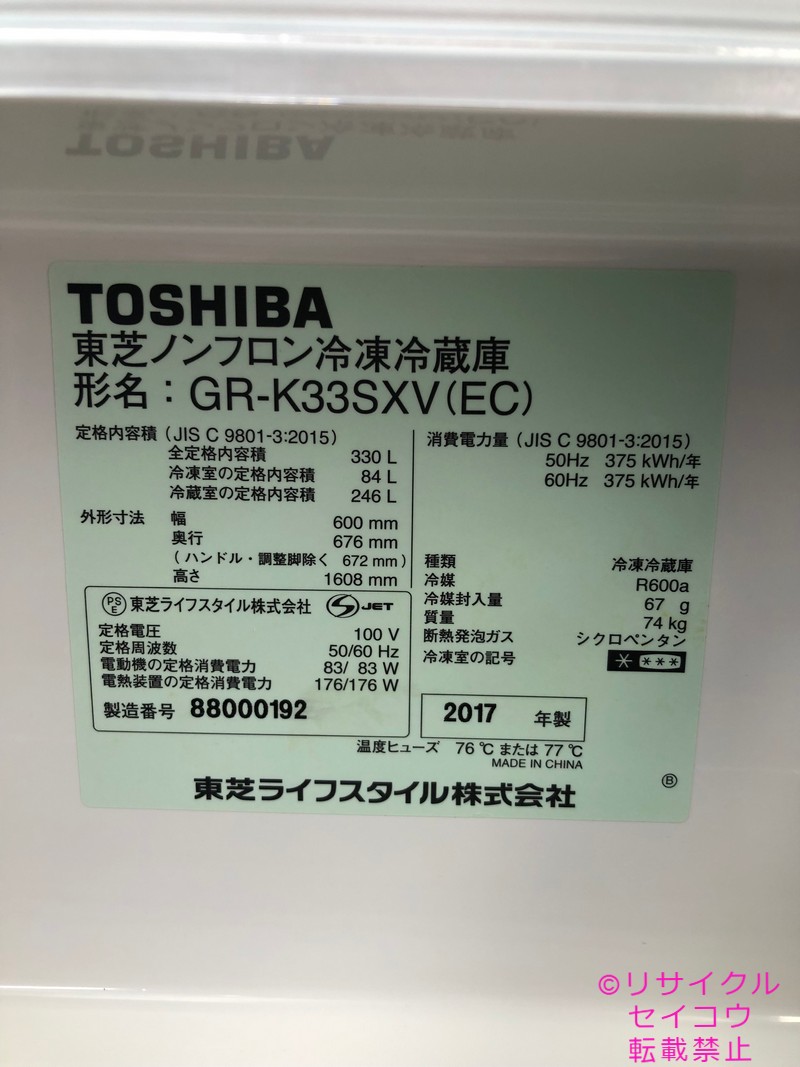 TOSHIBA
東芝ノンフロン冷凍冷蔵庫
形名：GR-K33SXV(EC)
定格内容積（JIS C 9801-3:2015）
全定格内容積 330 L
冷凍室の定格内容積 84 L
冷蔵室の定格内容積 246 L
外形寸法 幅 600 mm
奥行 676 mm
（ハンドル・調整脚除く 672 mm）
高さ 1608 mm
消費電力量（JIS C 9801-3:2015）
50Hz 375 kWh/年
60Hz 375 kWh/年
種類 冷凍冷蔵庫
冷媒 R600a
冷媒封入量 67 g
質量 74 kg
断熱発泡ガス シクロペンタン
冷凍室の記号 * ***
PSE 東芝ライフスタイル株式会社 S JET
定格電圧 100 V
定格周波数 50/60 Hz
電動機の定格消費電力 83/ 83 W
電熱装置の定格消費電力 176/176 W
製造番号 88000192
2017 年製
温度ヒューズ 76 ℃ または 77 ℃
MADE IN CHINA
東芝ライフスタイル株式会社
Ⓑ
©リサイクル
セイコウ
転載禁止